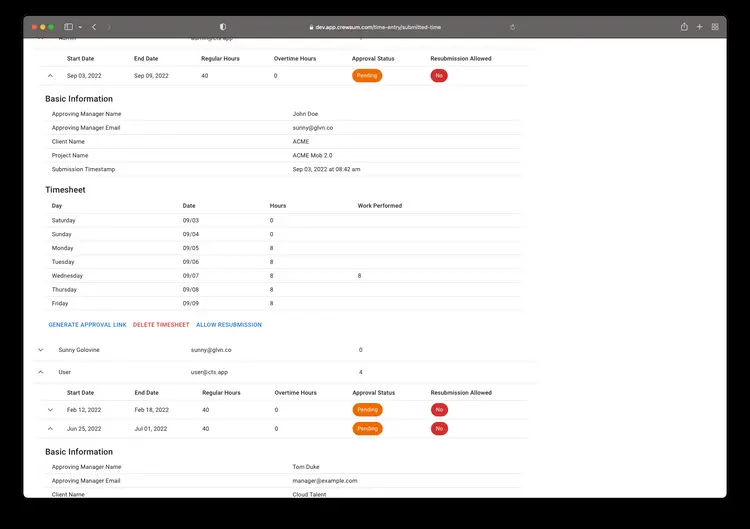 dev.app.crewsum.com/time-entry/submitted-time
Admin admin@cts.app
Start Date End Date Regular Hours Overtime Hours Approval Status Resubmission Allowed
Sep 03, 2022 Sep 09, 2022 40 0 Pending No
Basic Information
Approving Manager Name John Doe
Approving Manager Email sunny@glvn.co
Client Name ACME
Project Name ACME Mob 2.0
Submission Timestamp Sep 03, 2022 at 08:42 am
Timesheet
Day Date Hours Work Performed
Saturday 09/03 0
Sunday 09/04 0
Monday 09/05 8
Tuesday 09/06 8
Wednesday 09/07 8 8
Thursday 09/08 8
Friday 09/09 8
GENERATE APPROVAL LINK DELETE TIMESHEET ALLOW RESUBMISSION
Sunny Golovine sunny@glvn.co 0
User user@cts.app 4
Start Date End Date Regular Hours Overtime Hours Approval Status Resubmission Allowed
Feb 12, 2022 Feb 18, 2022 40 0 Pending No
Jun 25, 2022 Jul 01, 2022 40 0 Pending No
Basic Information
Approving Manager Name Tom Duke
Approving Manager Email manager@example.com
Client Name Cloud Talent